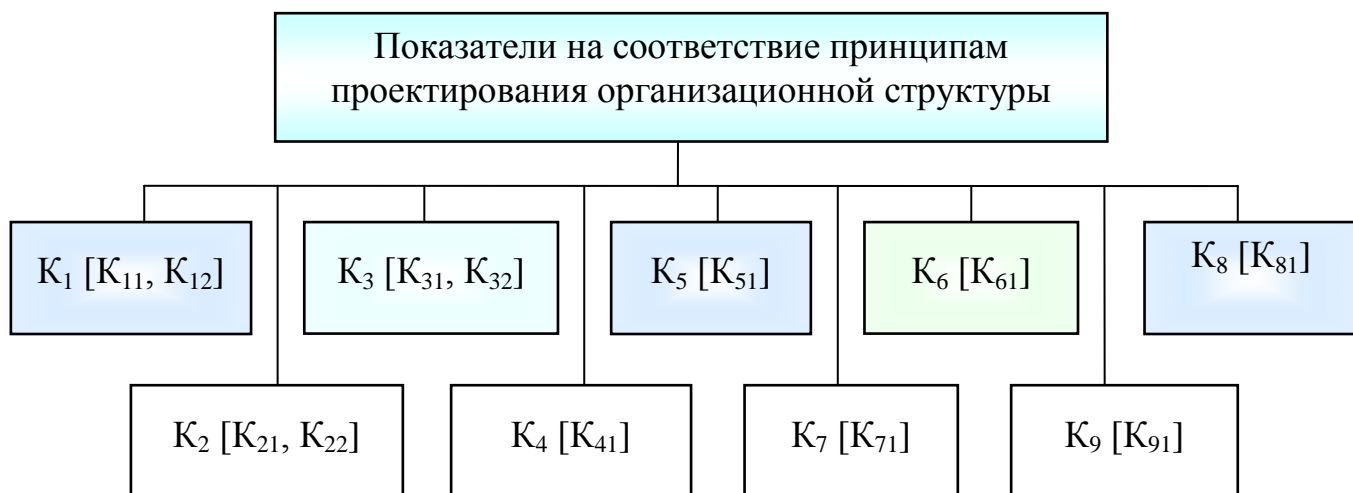 Показатели на соответствие принципам
проектирования организационной структуры
К₁ [К₁₁, К₁₂]
К₃ [К₃₁, К₃₂]
К₅ [К₅₁]
К₆ [К₆₁]
К₈ [К₈₁]
К₂ [К₂₁, К₂₂]
К₄ [К₄₁]
К₇ [К₇₁]
К₉ [К₉₁]